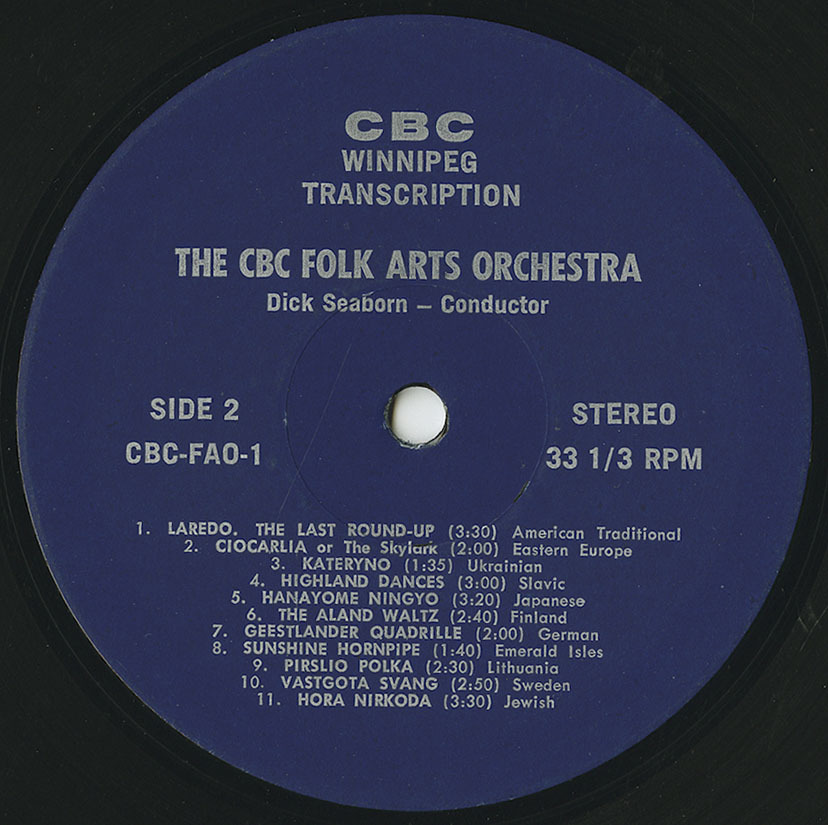 CBC
WINNIPEG
TRANSCRIPTION
THE CBC FOLK ARTS ORCHESTRA
Dick Seaborn – Conductor
SIDE 2
CBC-FAO-1
STEREO
33 1/3 RPM
1. LAREDO. THE LAST ROUND-UP (3:30) American Traditional
2. CIOCARLIA or The Skylark (2:00) Eastern Europe
3. KATERYNO (1:35) Ukrainian
4. HIGHLAND DANCES (3:00) Slavic
5. HANAYOME NINGYO (3:20) Japanese
6. THE ALAND WALTZ (2:40) Finland
7. GEESTLANDER QUADRILLE (2:00) German
8. SUNSHINE HORNPIPE (1:40) Emerald Isles
9. PIRSLIO POLKA (2:30) Lithuania
10. VASTGOTA SVANG (2:50) Sweden
11. HORA NIRKODA (3:30) Jewish